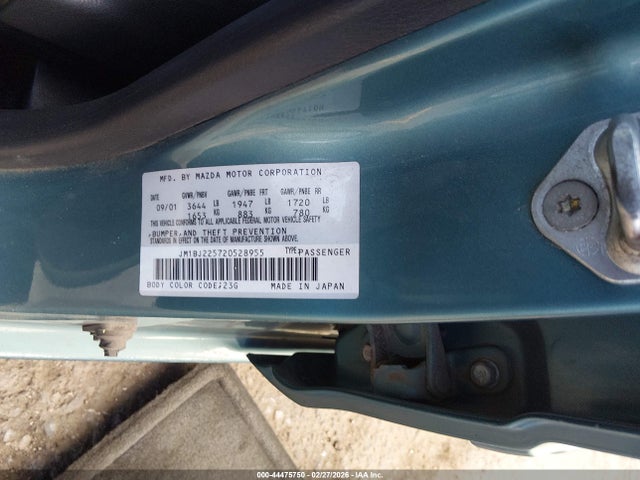 MFD. BY MAZDA MOTOR CORPORATION
DATE GVWR/PNBV GAWR/PNBE FRT GAWR/PNBE RR
09/01 3644 LB 1947 LB 1720 LB
1653 KG 883 KG 780 KG
THIS VEHICLE CONFORMS TO ALL APPLICABLE FEDERAL MOTOR VEHICLE SAFETY
,BUMPER,AND THEFT PREVENTION
STANDARDS IN EFFECT ON THE DATE OF MANUFACTURE SHOWN ABOVE.
JM1BJ225720528955 TYPE:PASSENGER
BODY COLOR CODE:23G MADE IN JAPAN
000-44475750 - 02/27/2026 - IAA Inc.